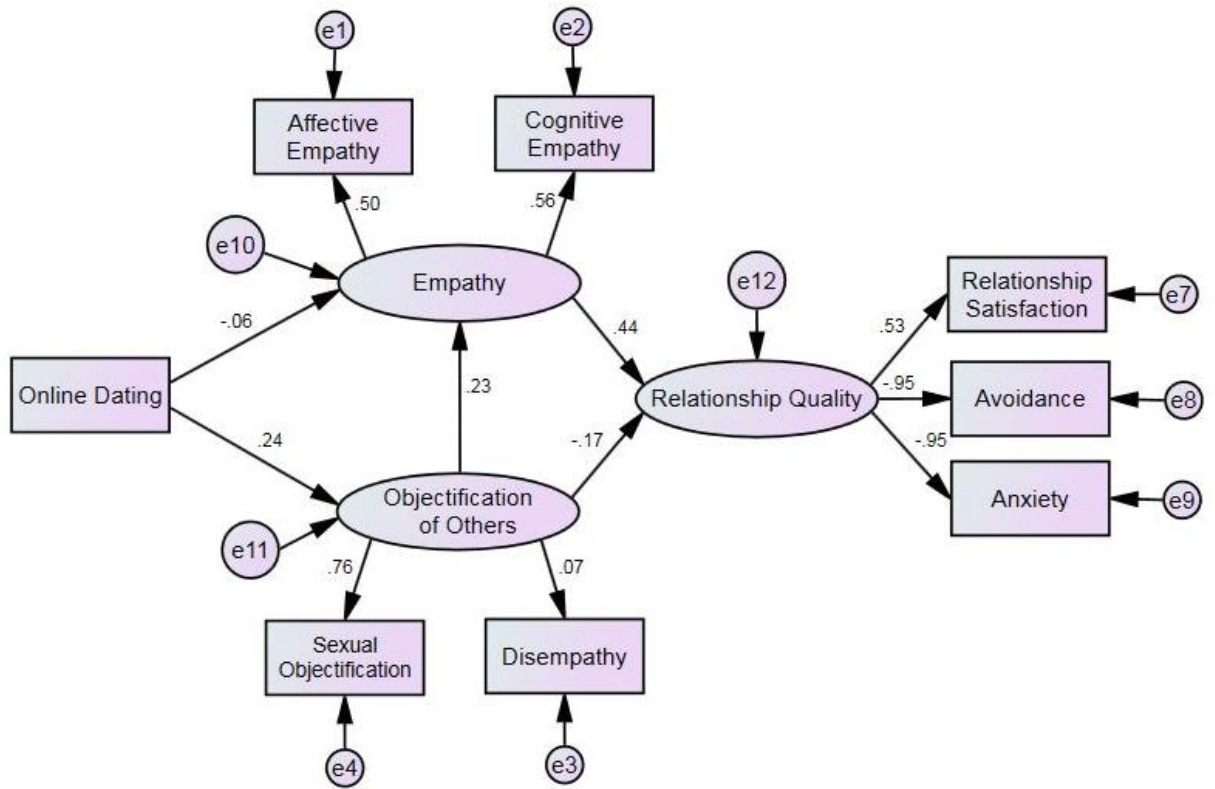 e1
e2
Affective
Empathy
Cognitive
Empathy
.50
.56
e10
e12
Empathy
Relationship
Satisfaction
e7
-.06
.44
.53
Online Dating
.23
Relationship Quality
-.95
Avoidance
e8
.24
-.17
-.95
Objectification
of Others
Anxiety
e9
e11
.76
.07
Sexual
Objectification
Disempathy
e4
e3